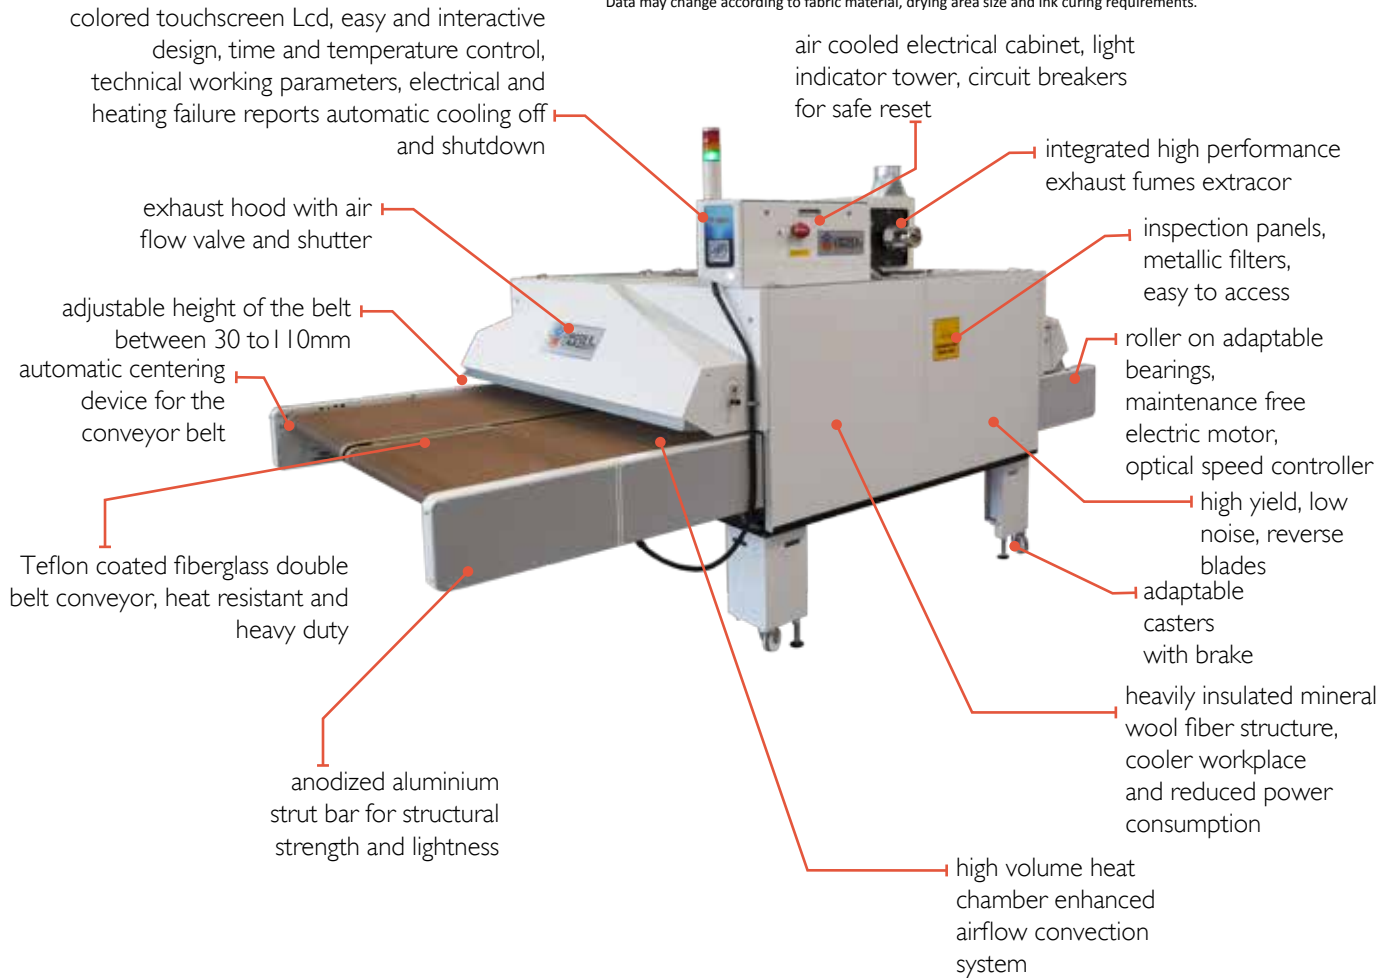 Data may change according to fabric material, drying area size and ink curing requirements.
colored touchscreen Lcd, easy and interactive
design, time and temperature control,
technical working parameters, electrical and
heating failure reports automatic cooling off
and shutdown
air cooled electrical cabinet, light
indicator tower, circuit breakers
for safe reset
integrated high performance
exhaust fumes extracor
exhaust hood with air
flow valve and shutter
inspection panels,
metallic filters,
easy to access
adjustable height of the belt
between 30 to110mm
roller on adaptable
bearings,
maintenance free
electric motor,
optical speed controller
automatic centering
device for the
conveyor belt
high yield, low
noise, reverse
blades
Teflon coated fiberglass double
belt conveyor, heat resistant and
heavy duty
adaptable
casters
with brake
heavily insulated mineral
wool fiber structure,
cooler workplace
and reduced power
consumption
anodized aluminium
strut bar for structural
strength and lightness
high volume heat
chamber enhanced
airflow convection
system